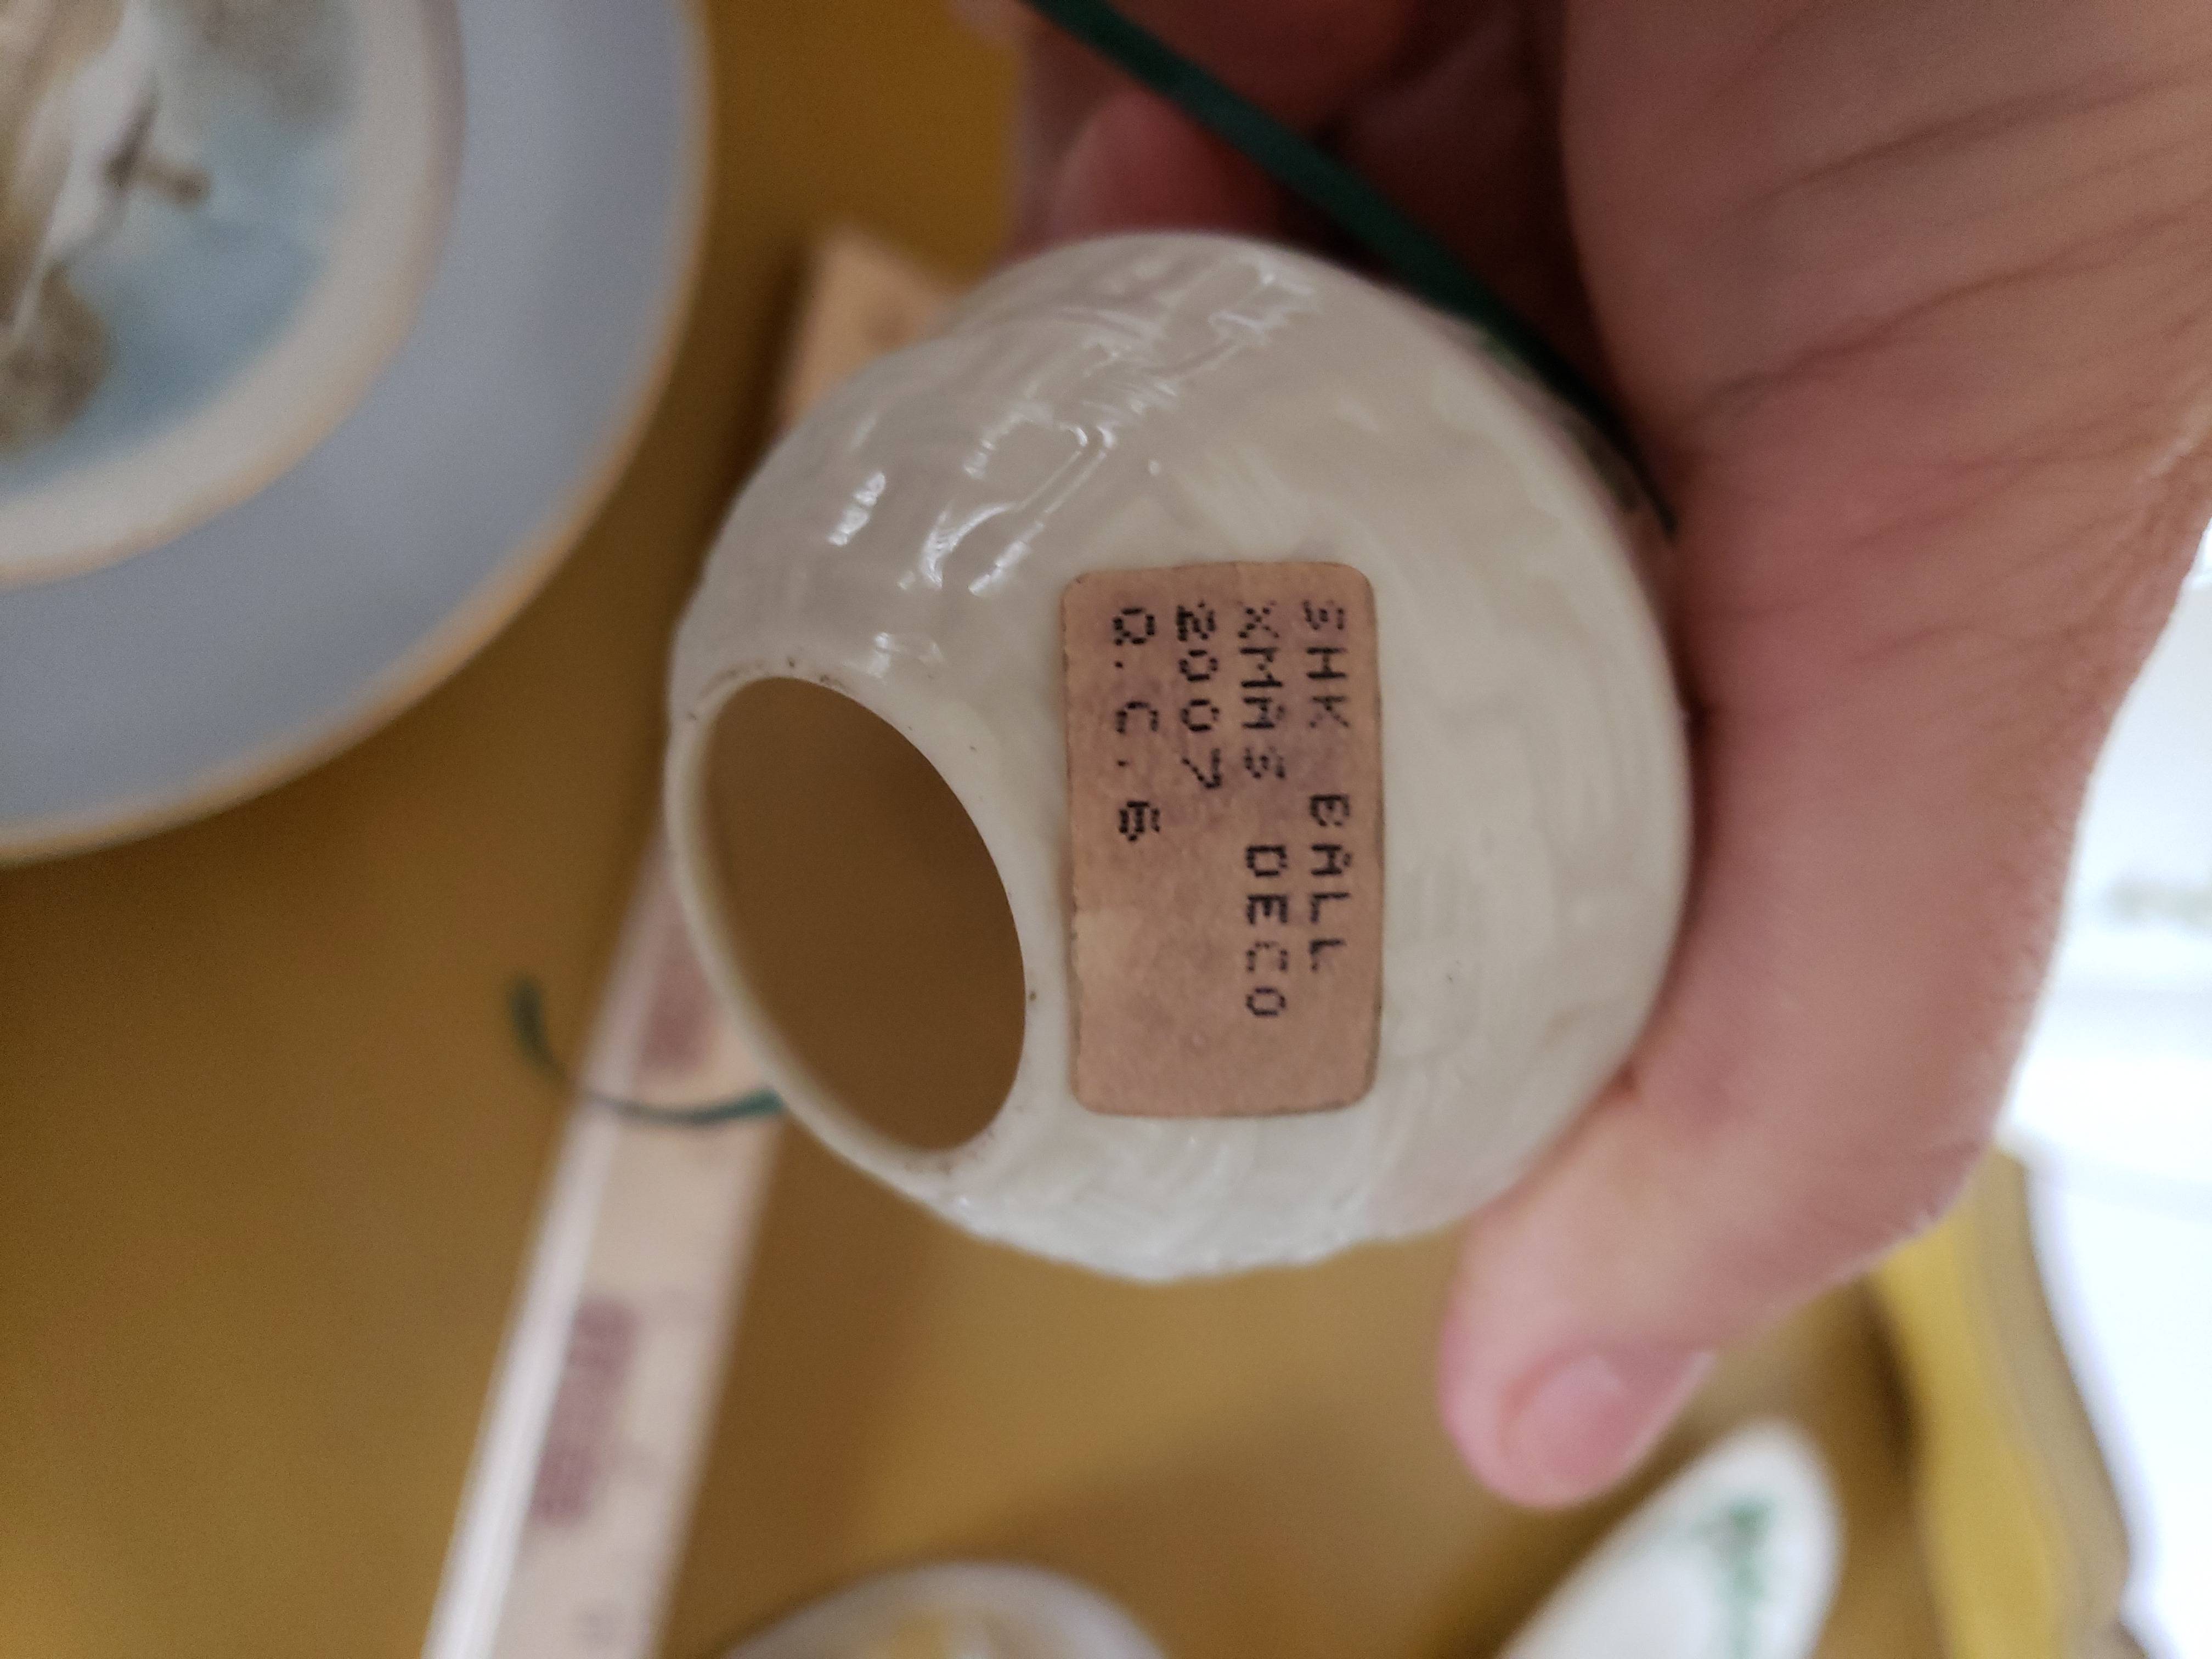 SHK BALL
XMAS DECO
2007
Q.C. 6